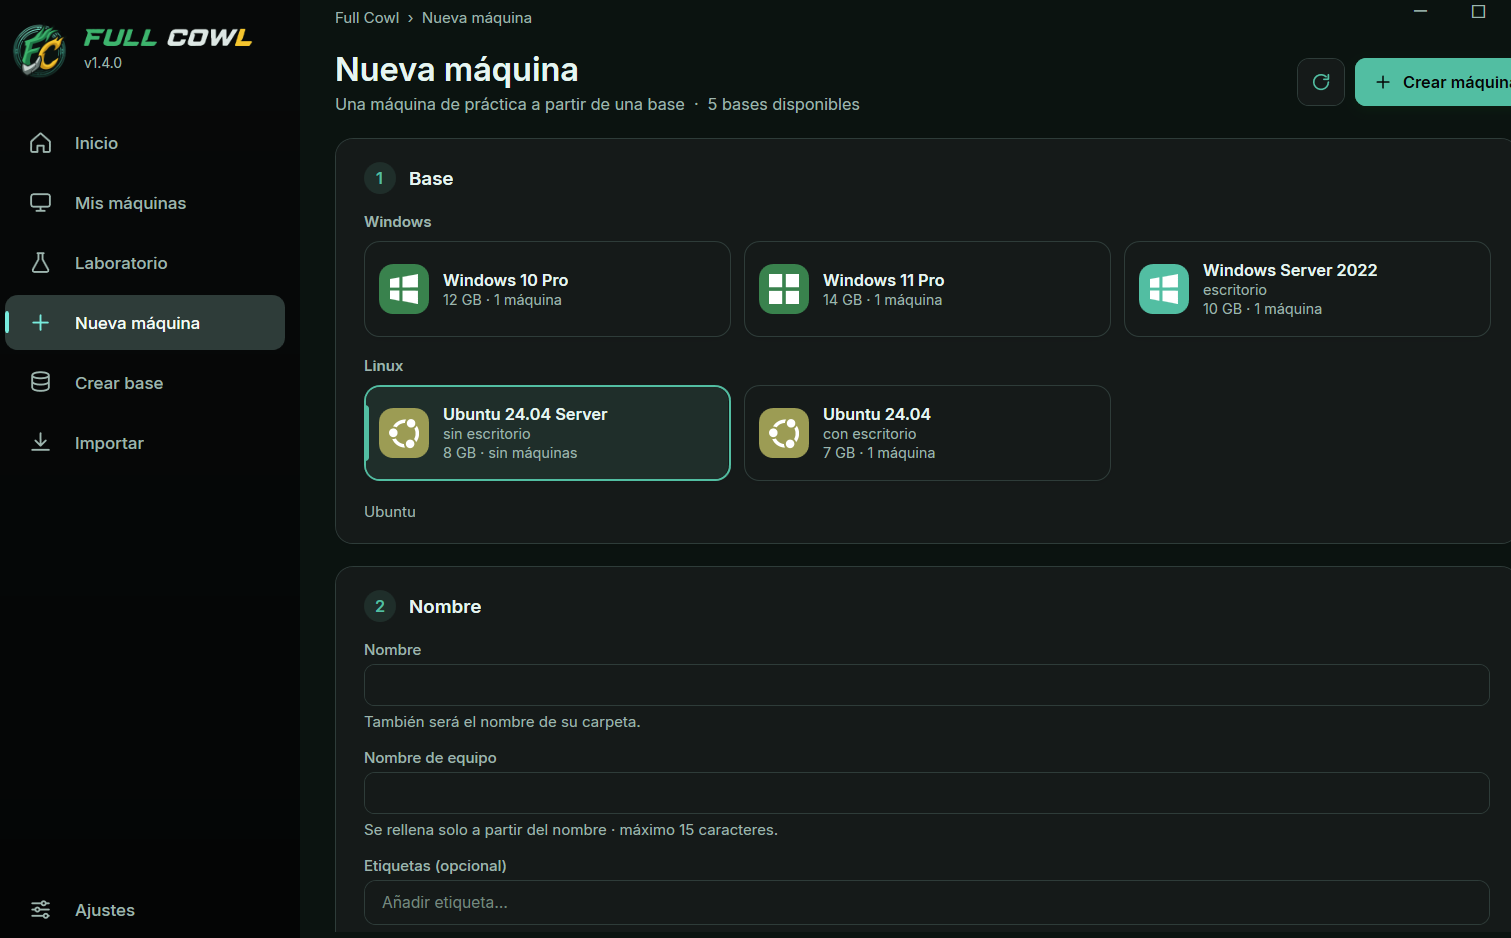 FULL COWL
v1.4.0
Inicio
Mis máquinas
Laboratorio
Nueva máquina
Crear base
Importar
Ajustes
Full Cowl › Nueva máquina
Nueva máquina
Una máquina de práctica a partir de una base · 5 bases disponibles
+ Crear máquina
1 Base
Windows
Windows 10 Pro
12 GB · 1 máquina
Windows 11 Pro
14 GB · 1 máquina
Windows Server 2022
escritorio
10 GB · 1 máquina
Linux
Ubuntu 24.04 Server
sin escritorio
8 GB · sin máquinas
Ubuntu 24.04
con escritorio
7 GB · 1 máquina
Ubuntu
2 Nombre
Nombre
También será el nombre de su carpeta.
Nombre de equipo
Se rellena solo a partir del nombre · máximo 15 caracteres.
Etiquetas (opcional)
Añadir etiqueta...